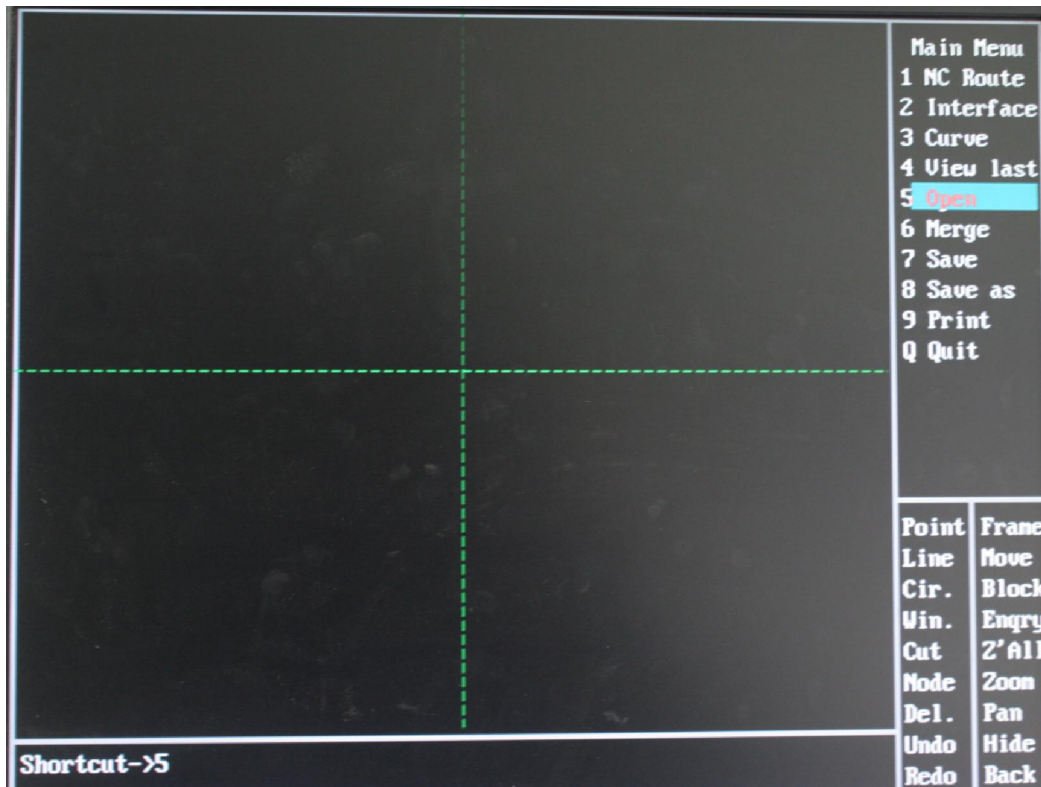 Main Menu
1 NC Route
2 Interface
3 Curve
4 View last
5 Open
6 Merge
7 Save
8 Save as
9 Print
Q Quit
Point Frame
Line Move
Cir. Block
Win. Enqry
Cut Z'All
Node Zoom
Del. Pan
Undo Hide
Redo Back
Shortcut->5